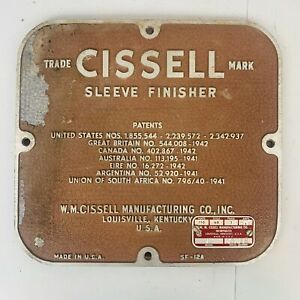 TRADE CISSELL MARK
SLEEVE FINISHER
PATENTS
UNITED STATES NOS. 1,855,544 - 2,239,572 - 2,342,937
GREAT BRITAIN NO. 544,008-1942
CANADA NO. 402,867-1942
AUSTRALIA NO. 113,195-1941
EIRE NO. 16,272-1942
ARGENTINA NO. 52,920-1941
UNION OF SOUTH AFRICA NO. 796/40-1941
W.M. CISSELL MANUFACTURING CO., INC.
LOUISVILLE, KENTUCKY
U.S.A.
W. M. CISSELL MANUFACTURING CO.
MADE IN U.S.A. SF-12A